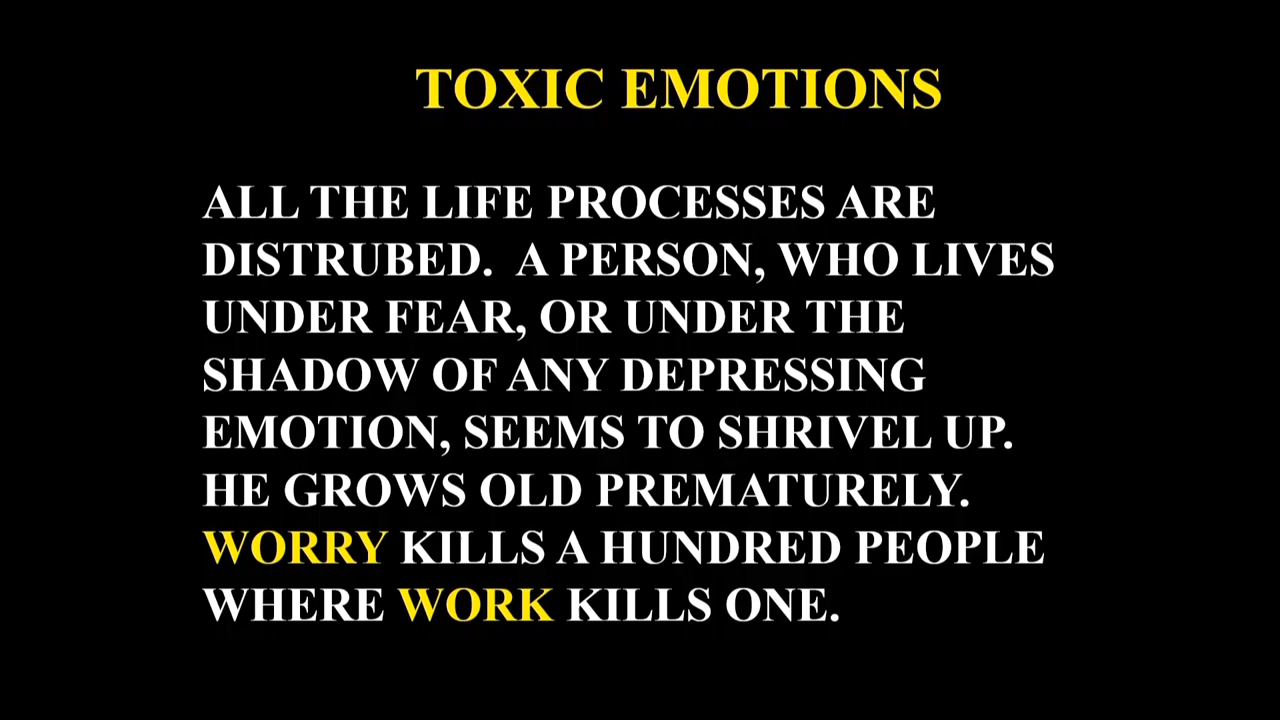 TOXIC EMOTIONS
ALL THE LIFE PROCESSES ARE
DISTRUBED. A PERSON, WHO LIVES
UNDER FEAR, OR UNDER THE
SHADOW OF ANY DEPRESSING
EMOTION, SEEMS TO SHRIVEL UP.
HE GROWS OLD PREMATURELY.
WORRY KILLS A HUNDRED PEOPLE
WHERE WORK KILLS ONE.